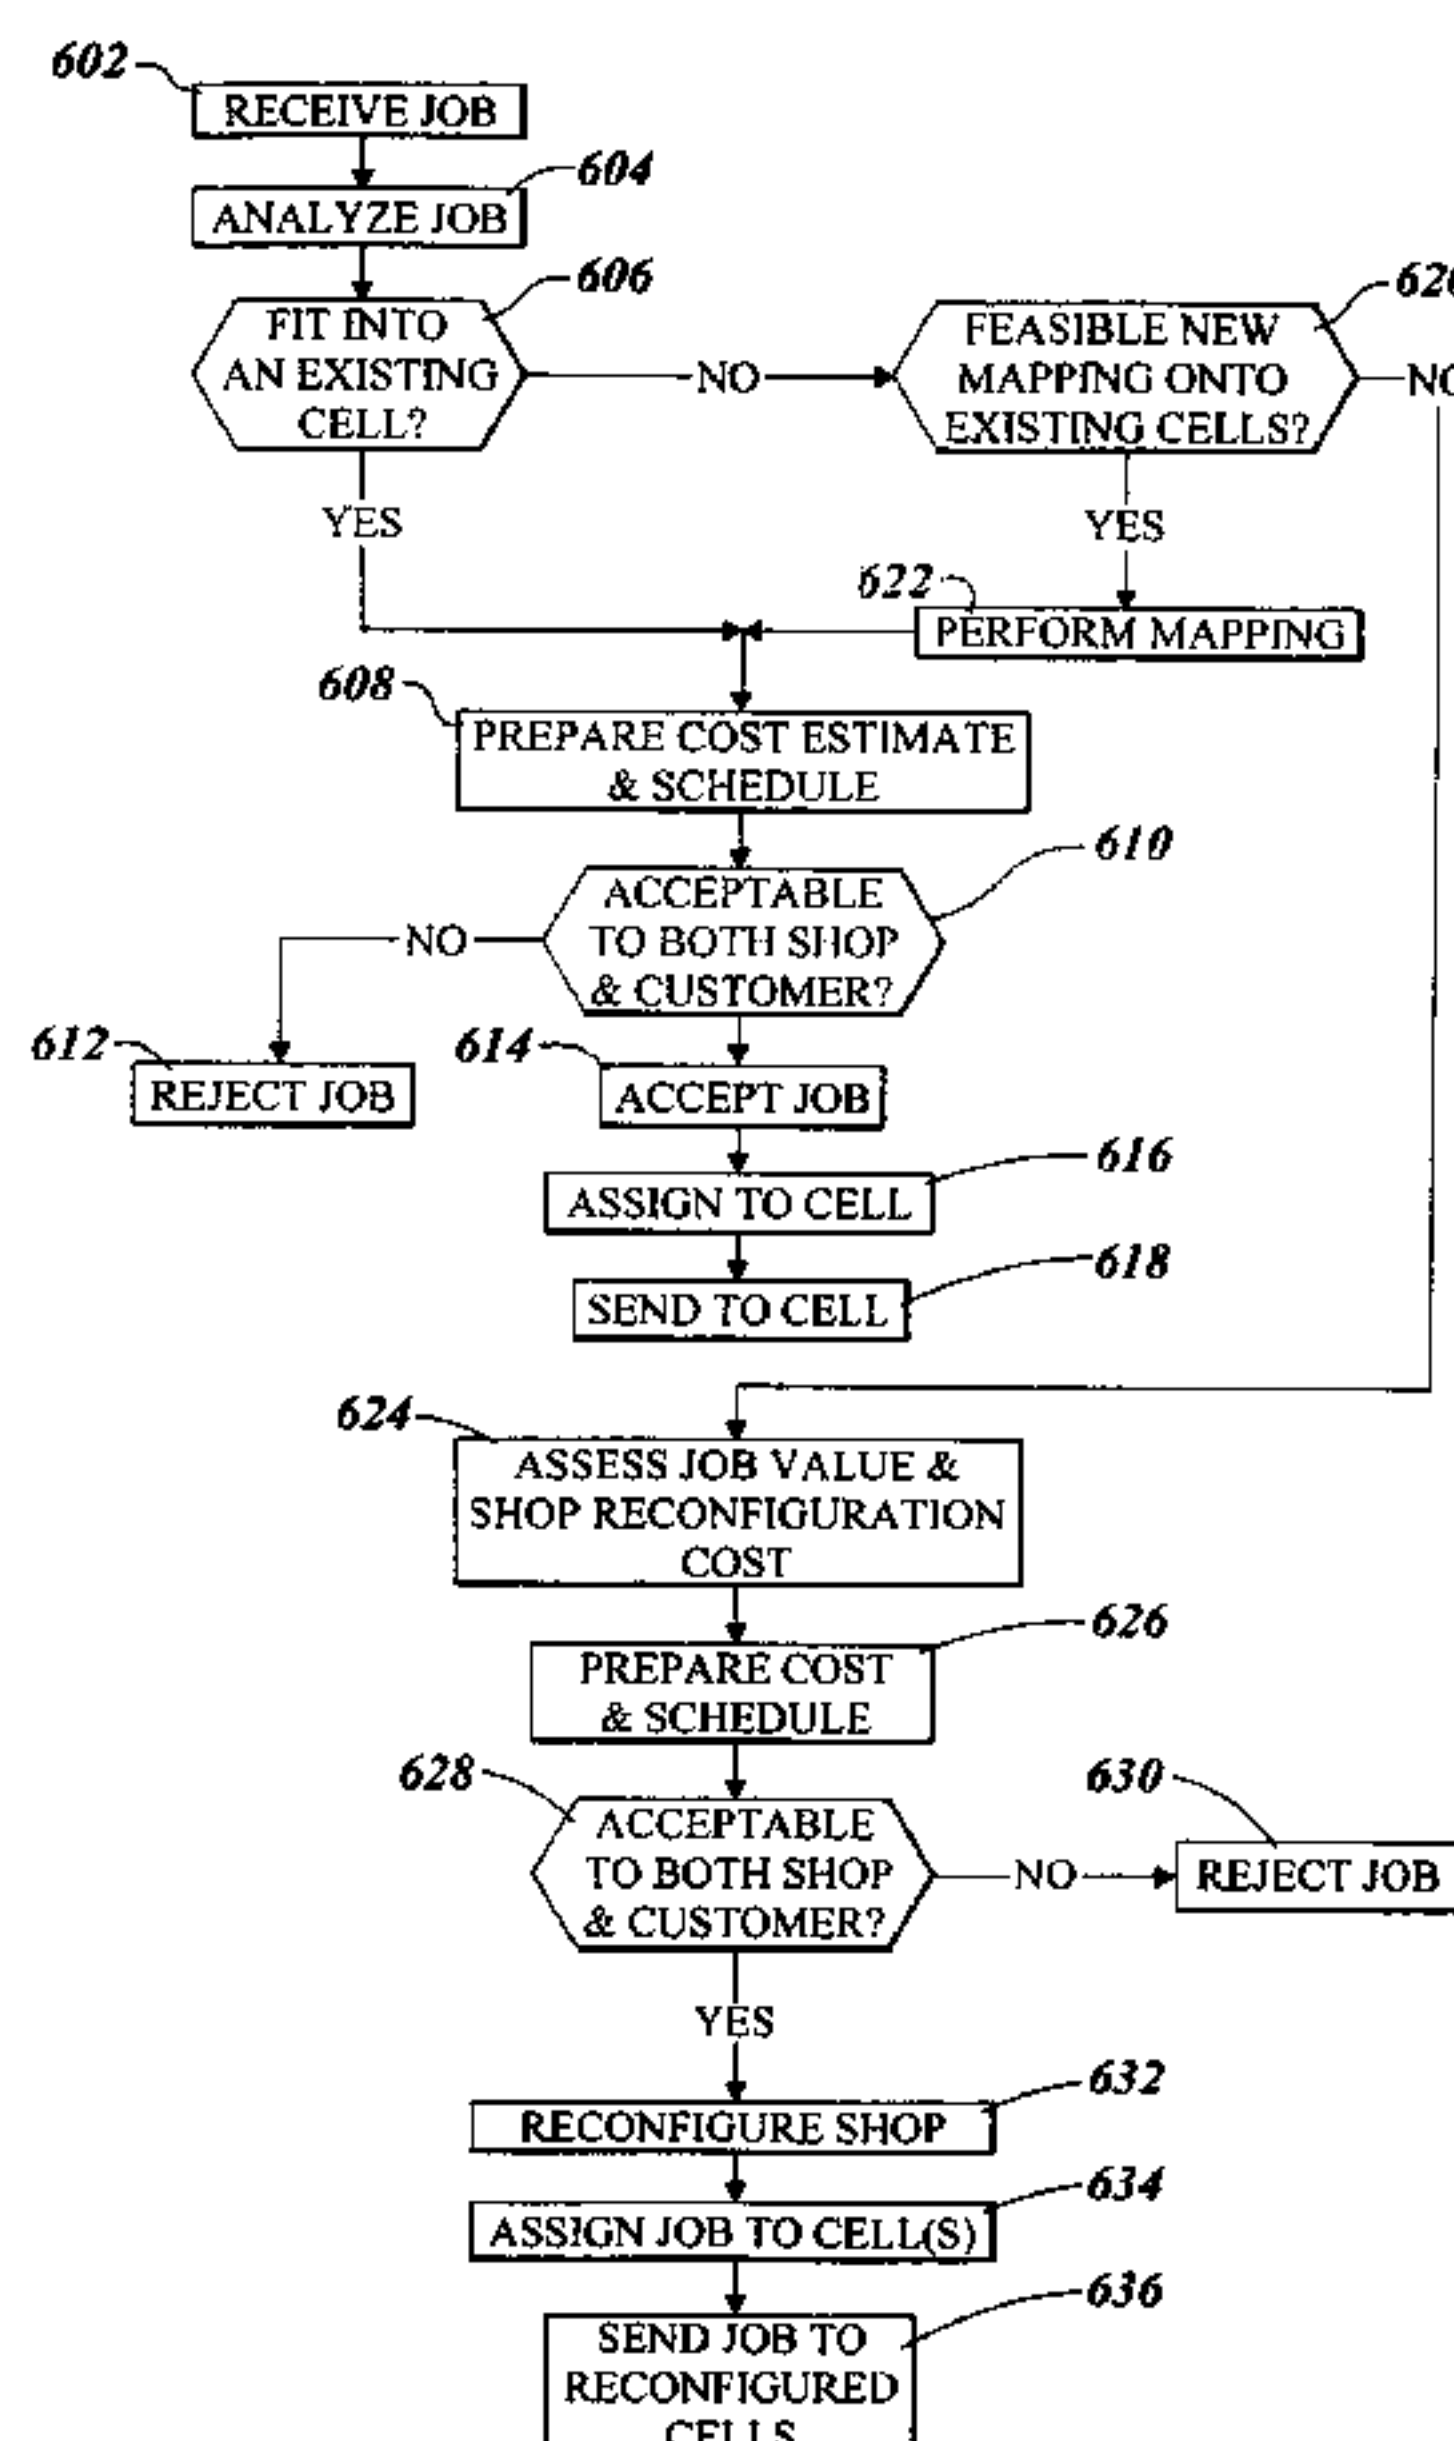 602
RECEIVE JOB
604
ANALYZE JOB
606
FIT INTO
AN EXISTING
CELL?
NO
FEASIBLE NEW
MAPPING ONTO
EXISTING CELLS?
YES
YES
622
PERFORM MAPPING
608
PREPARE COST ESTIMATE
& SCHEDULE
610
ACCEPTABLE
TO BOTH SHOP
& CUSTOMER?
NO
612
REJECT JOB
614
ACCEPT JOB
616
ASSIGN TO CELL
618
SEND TO CELL
624
ASSESS JOB VALUE &
SHOP RECONFIGURATION
COST
626
PREPARE COST
& SCHEDULE
628
ACCEPTABLE
TO BOTH SHOP
& CUSTOMER?
NO
630
REJECT JOB
YES
632
RECONFIGURE SHOP
634
ASSIGN JOB TO CELL(S)
636
SEND JOB TO
RECONFIGURED
CELLS